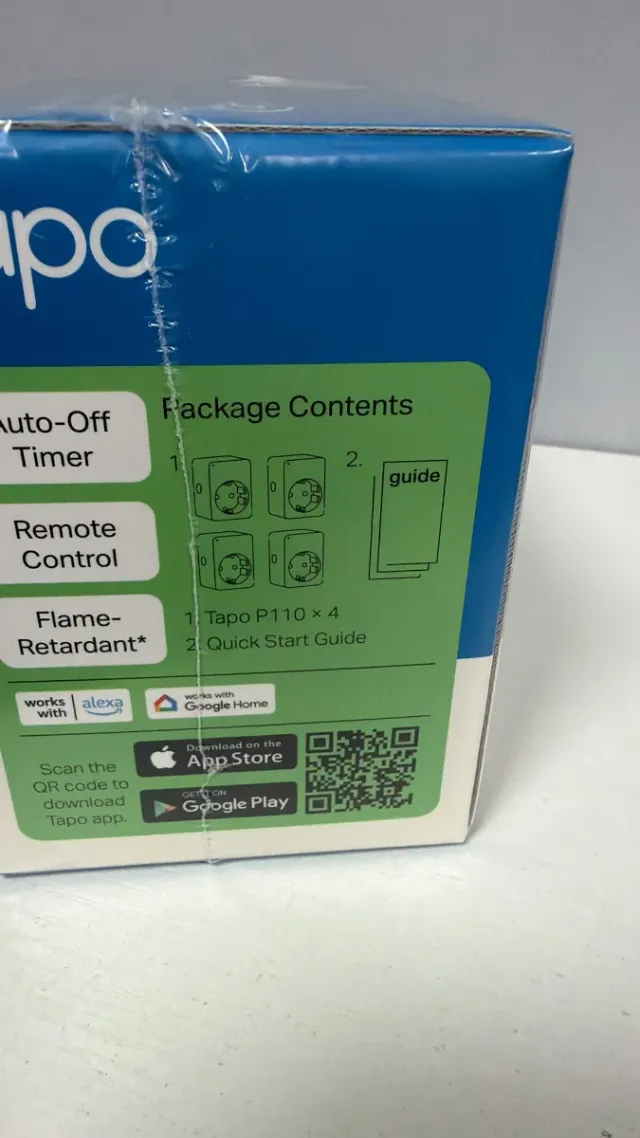 apo
Auto-Off
Timer
Remote
Control
Flame-
Retardant*
Package Contents
1.
2.
guide
1. Tapo P110 × 4
2. Quick Start Guide
works
with
alexa
works with
Google Home
Scan the
QR code to
download
Tapo app.
Download on the
App Store
GET IT ON
Google Play